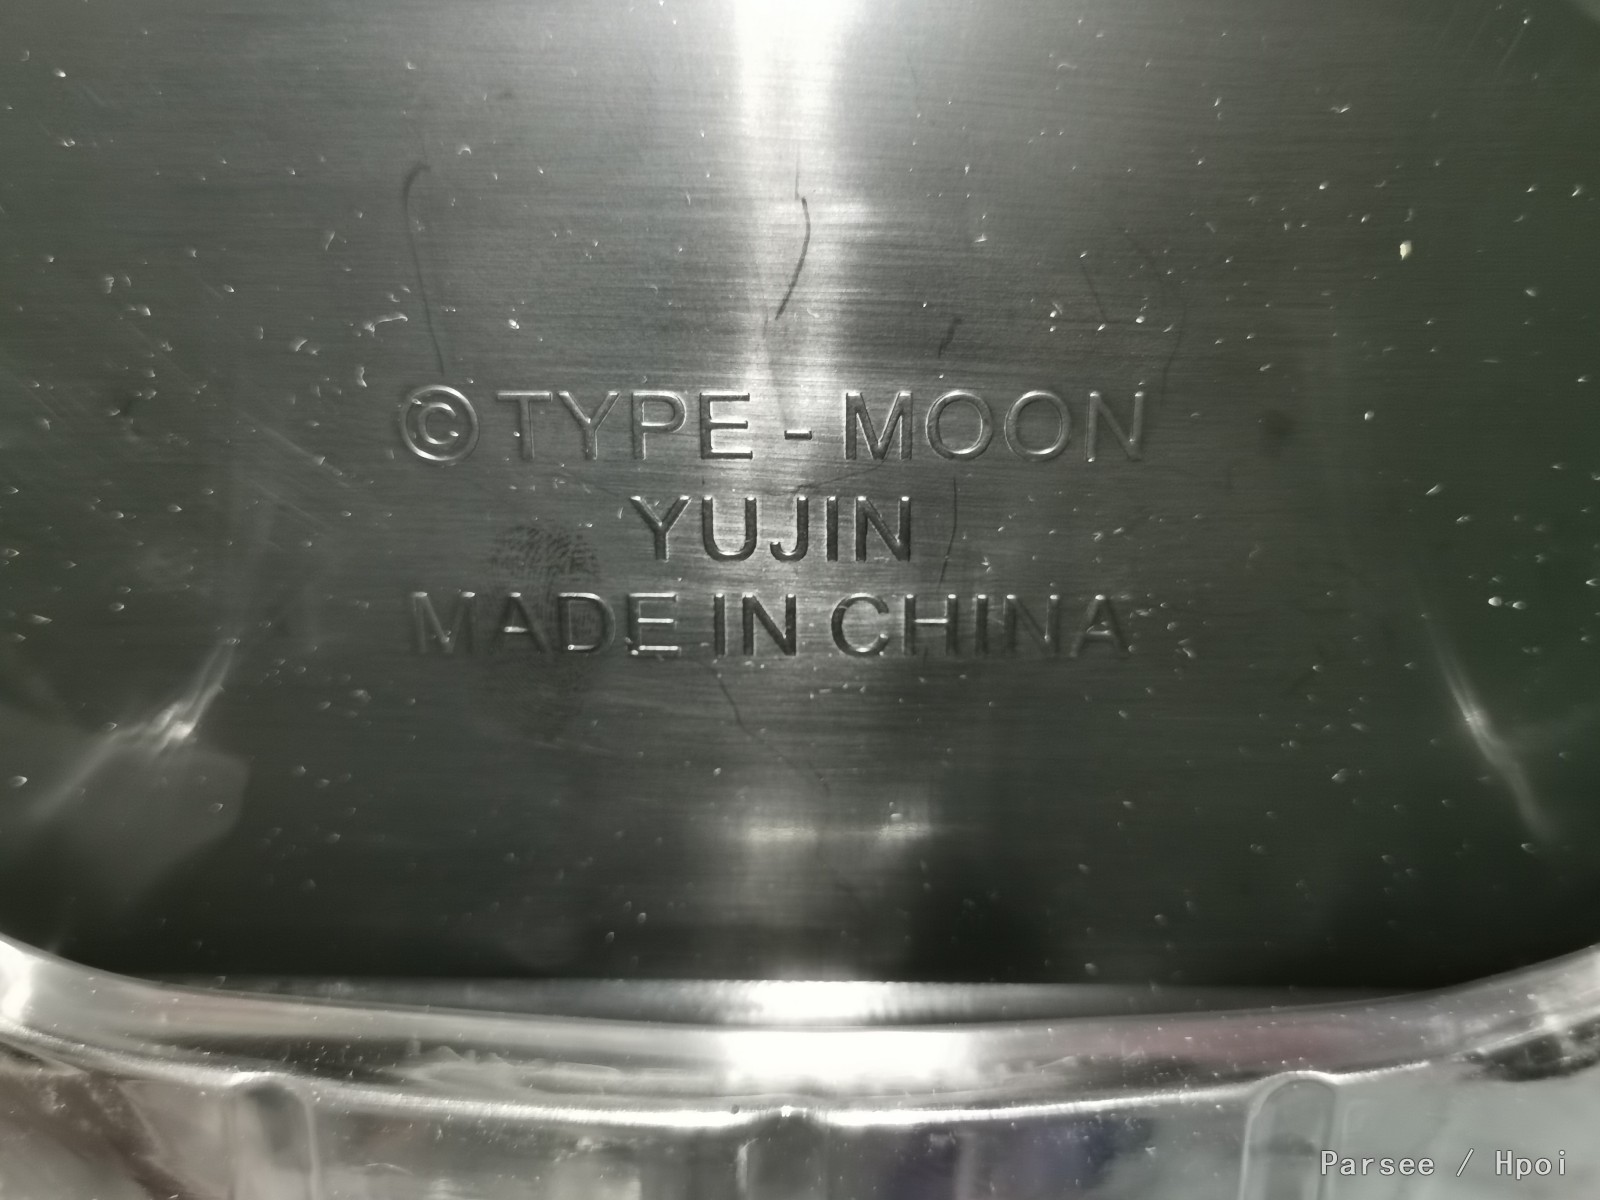 ©TYPE-MOON
YUJIN
MADE IN CHINA
Parsee / Hpoi